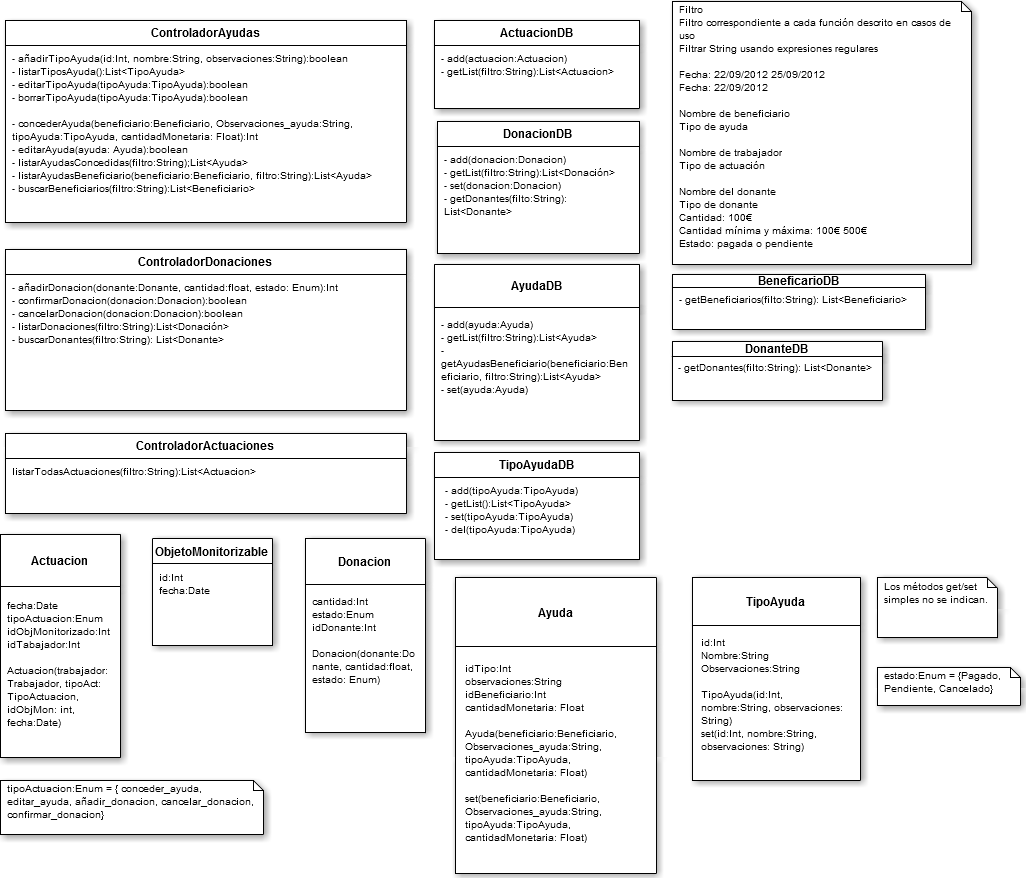 ControladorAyudas
- añadirTipoAyuda(id:Int, nombre:String, observaciones:String):boolean
- listarTiposAyuda():List<TipoAyuda>
- editarTipoAyuda(tipoAyuda:TipoAyuda):boolean
- borrarTipoAyuda(tipoAyuda:TipoAyuda):boolean
- concederAyuda(beneficiario:Beneficiario, Observaciones_ayuda:String,
tipoAyuda:TipoAyuda, cantidadMonetaria: Float):Int
- editarAyuda(ayuda: Ayuda):boolean
- listarAyudasConcedidas(filtro:String);List<Ayuda>
- listarAyudasBeneficiario(beneficiario:Beneficiario, filtro:String):List<Ayuda>
- buscarBeneficiarios(filtro:String):List<Beneficiario>
ControladorDonaciones
- añadirDonacion(donante:Donante, cantidad:float, estado: Enum):Int
- confirmarDonacion(donacion:Donacion):boolean
- cancelarDonacion(donacion:Donacion):boolean
- listarDonaciones(filtro:String):List<Donación>
- buscarDonantes(filtro:String): List<Donante>
ControladorActuaciones
listarTodasActuaciones(filtro:String):List<Actuacion>
ActuacionDB
- add(actuacion:Actuacion)
- getList(filtro:String):List<Actuacion>
DonacionDB
- add(donacion:Donacion)
- getList(filtro:String):List<Donación>
- set(donacion:Donacion)
- getDonantes(filto:String):
List<Donante>
AyudaDB
- add(ayuda:Ayuda)
- getList(filtro:String):List<Ayuda>
-
getAyudasBeneficiario(beneficiario:Ben
eficiario, filtro:String):List<Ayuda>
- set(ayuda:Ayuda)
TipoAyudaDB
- add(tipoAyuda:TipoAyuda)
- getList():List<TipoAyuda>
- set(tipoAyuda:TipoAyuda)
- del(tipoAyuda:TipoAyuda)
Filtro
Filtro correspondiente a cada función descrito en casos de
uso
Filtrar String usando expresiones regulares
Fecha: 22/09/2012 25/09/2012
Fecha: 22/09/2012
Nombre de beneficiario
Tipo de ayuda
Nombre de trabajador
Tipo de actuación
Nombre del donante
Tipo de donante
Cantidad: 100€
Cantidad mínima y máxima: 100€ 500€
Estado: pagada o pendiente
BeneficarioDB
- getBeneficiarios(filto:String): List<Beneficiario>
DonanteDB
- getDonantes(filto:String): List<Donante>
Actuacion
fecha:Date
tipoActuacion:Enum
idObjMonitorizado:Int
idTabajador:Int
Actuacion(trabajador:
Trabajador, tipoAct:
TipoActuacion,
idObjMon: int,
fecha:Date)
ObjetoMonitorizable
id:Int
fecha:Date
Donacion
cantidad:Int
estado:Enum
idDonante:Int
Donacion(donante:Do
nante, cantidad:float,
estado: Enum)
Ayuda
idTipo:Int
observaciones:String
idBeneficiario:Int
cantidadMonetaria: Float
Ayuda(beneficiario:Beneficiario,
Observaciones_ayuda:String,
tipoAyuda:TipoAyuda,
cantidadMonetaria: Float)
set(beneficiario:Beneficiario,
Observaciones_ayuda:String,
tipoAyuda:TipoAyuda,
cantidadMonetaria: Float)
TipoAyuda
id:Int
Nombre:String
Observaciones:String
TipoAyuda(id:Int,
nombre:String, observaciones:
String)
set(id:Int, nombre:String,
observaciones: String)
Los métodos get/set
simples no se indican.
estado:Enum = {Pagado,
Pendiente, Cancelado}
tipoActuacion:Enum = { conceder_ayuda,
editar_ayuda, añadir_donacion, cancelar_donacion,
confirmar_donacion}